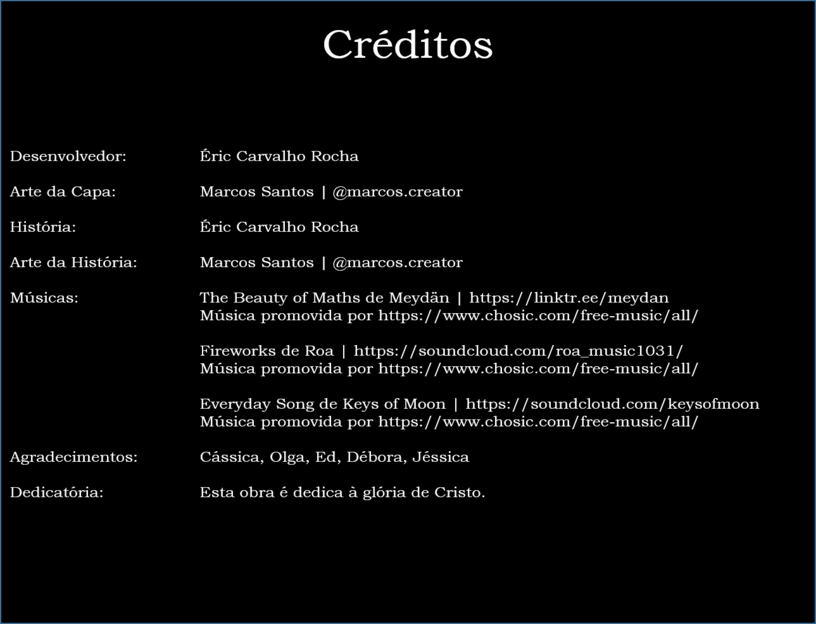 Créditos
Desenvolvedor: Éric Carvalho Rocha
Arte da Capa: Marcos Santos | @marcos.creator
História: Éric Carvalho Rocha
Arte da História: Marcos Santos | @marcos.creator
Músicas: The Beauty of Maths de Meydän | https://linktr.ee/meydan
Música promovida por https://www.chosic.com/free-music/all/
Fireworks de Roa | https://soundcloud.com/roa_music1031/
Música promovida por https://www.chosic.com/free-music/all/
Everyday Song de Keys of Moon | https://soundcloud.com/keysofmoon
Música promovida por https://www.chosic.com/free-music/all/
Agradecimentos: Cássica, Olga, Ed, Débora, Jéssica
Dedicatória: Esta obra é dedica à glória de Cristo.